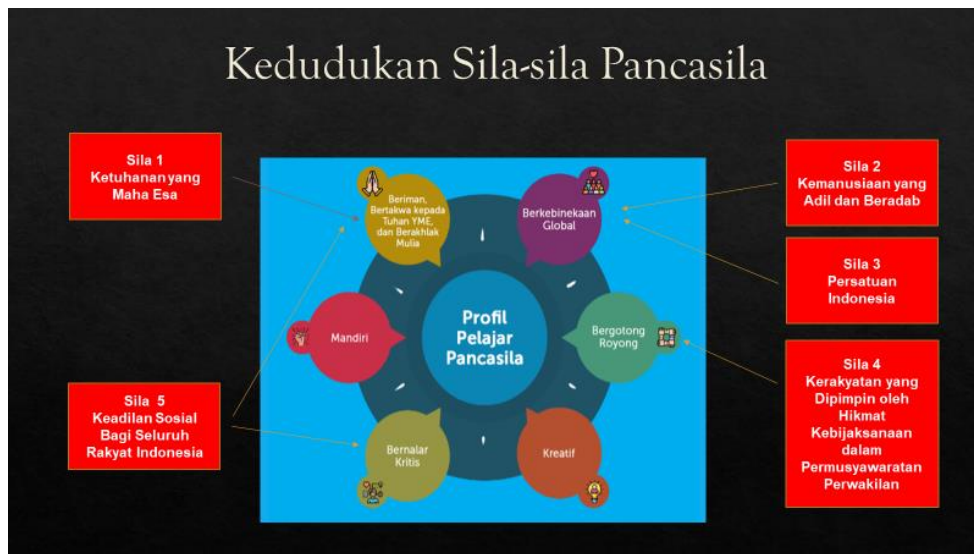 Kedudukan Sila-sila Pancasila
Sila 1
Ketuhanan yang
Maha Esa
Sila 5
Keadilan Sosial
Bagi Seluruh
Rakyat Indonesia
Beriman,
Bertakwa kepada
Tuhan YME,
dan Berakhlak
Mulia
Berkebinekaan
Global
Mandiri
Profil
Pelajar
Pancasila
Bergotong
Royong
Bernalar
Kritis
Kreatif
Sila 2
Kemanusiaan yang
Adil dan Beradab
Sila 3
Persatuan
Indonesia
Sila 4
Kerakyatan yang
Dipimpin oleh
Hikmat
Kebijaksanaan
dalam
Permusyawaratan
Perwakilan